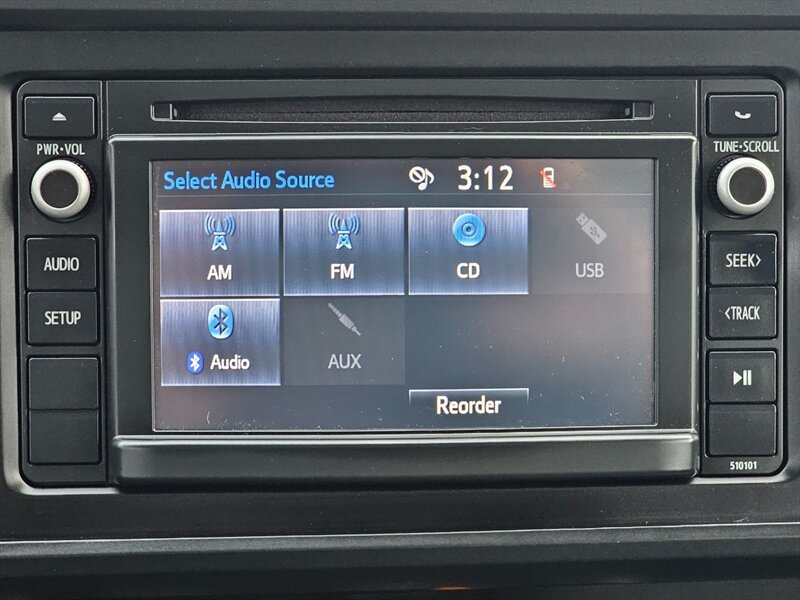 PWR•VOL
AUDIO
SETUP
Select Audio Source
3:12
AM
FM
CD
USB
Audio
AUX
Reorder
TUNE•SCROLL
SEEK>
<TRACK
510101